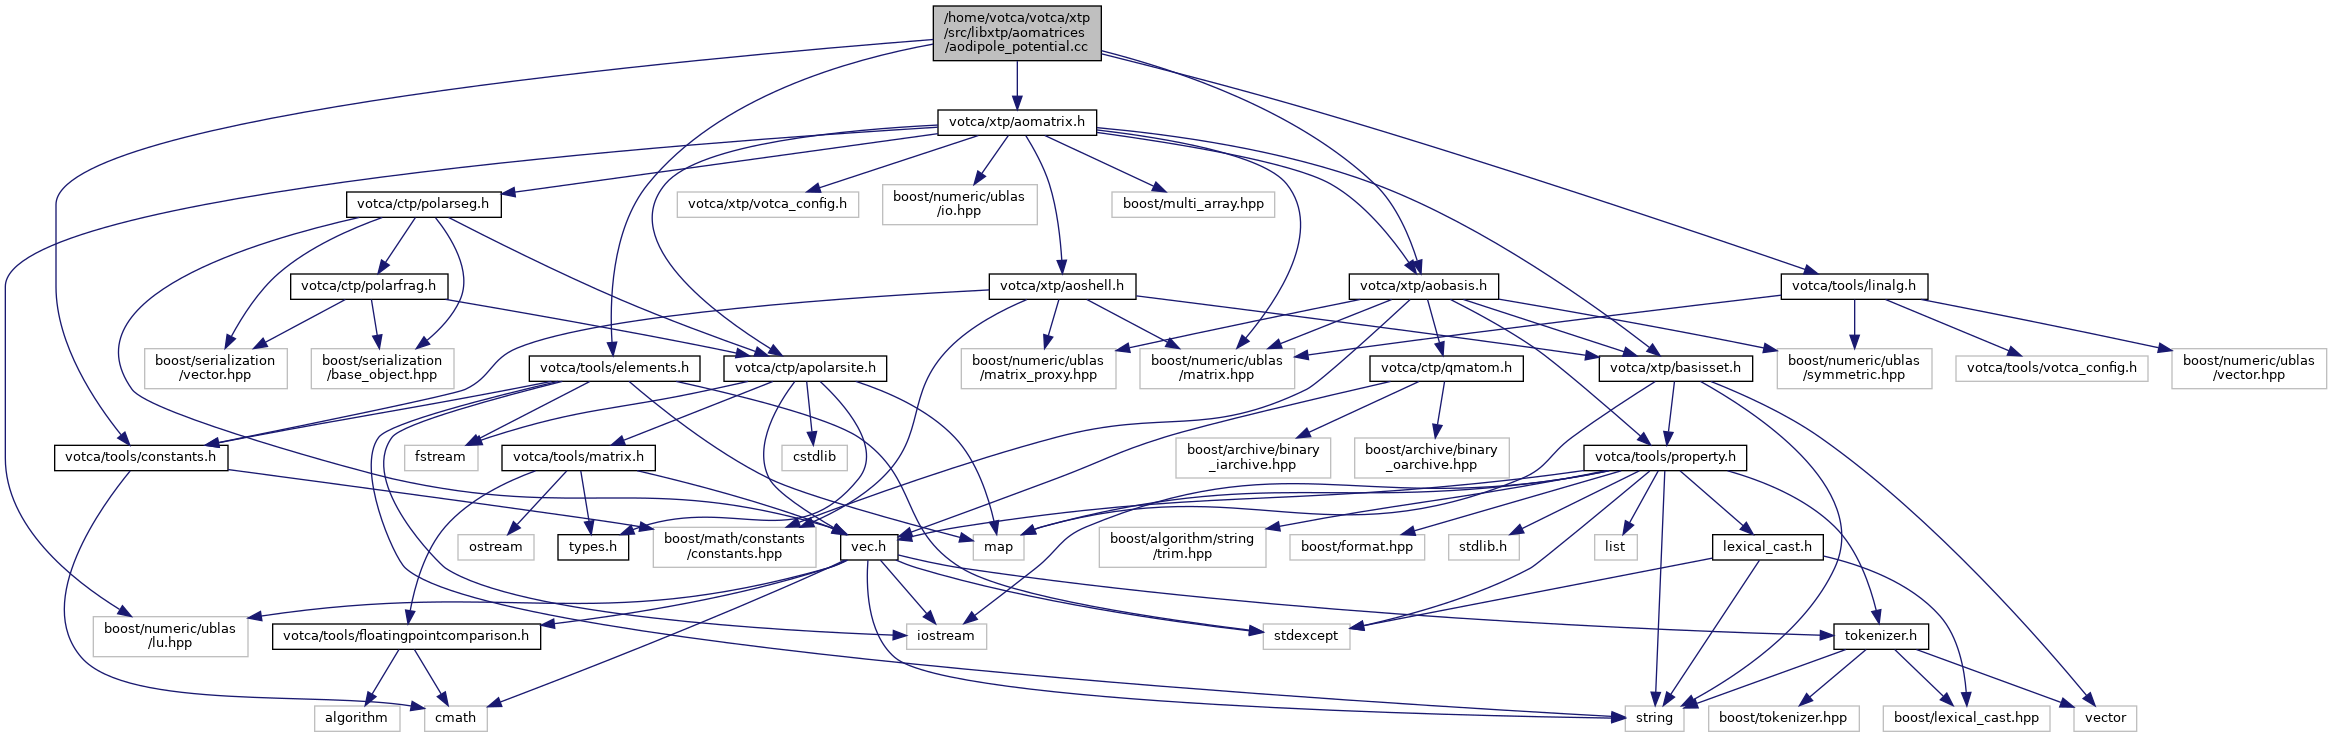 /home/votca/votca/xtp
/src/libxtp/aomatrices
/aodipole_potential.cc
votca/xtp/aomatrix.h
votca/ctp/polarseg.h
votca/xtp/votca_config.h
boost/numeric/ublas
/io.hpp
boost/multi_array.hpp
votca/ctp/polarfrag.h
votca/xtp/aoshell.h
votca/xtp/aobasis.h
votca/tools/linalg.h
boost/serialization
/vector.hpp
boost/serialization
/base_object.hpp
votca/tools/elements.h
votca/ctp/apolarsite.h
boost/numeric/ublas
/matrix_proxy.hpp
boost/numeric/ublas
/matrix.hpp
votca/ctp/qmatom.h
votca/xtp/basisset.h
boost/numeric/ublas
/symmetric.hpp
votca/tools/votca_config.h
boost/numeric/ublas
/vector.hpp
votca/tools/constants.h
fstream
votca/tools/matrix.h
cstdlib
boost/archive/binary
_iarchive.hpp
boost/archive/binary
_oarchive.hpp
votca/tools/property.h
ostream
types.h
boost/math/constants
/constants.hpp
vec.h
map
boost/algorithm/string
/trim.hpp
boost/format.hpp
stdlib.h
list
lexical_cast.h
boost/numeric/ublas
/lu.hpp
votca/tools/floatingpointcomparison.h
iostream
stdexcept
tokenizer.h
algorithm
cmath
string
boost/tokenizer.hpp
boost/lexical_cast.hpp
vector